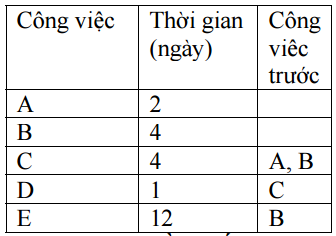 Công việc Thời gian (ngày) Công viêc trước
A 2
B 4
C 4 A, B
D 1 C
E 12 B